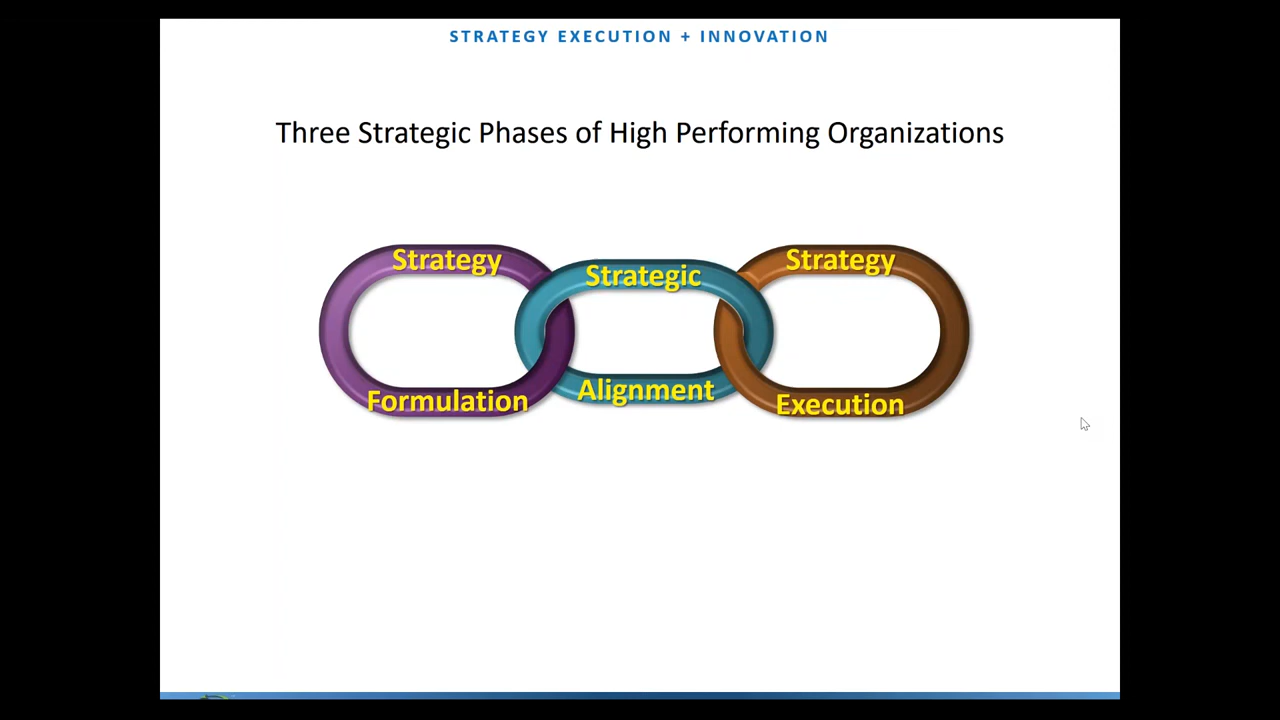 STRATEGY EXECUTION + INNOVATION
Three Strategic Phases of High Performing Organizations
Strategy
Formulation
Strategic
Alignment
Strategy
Execution